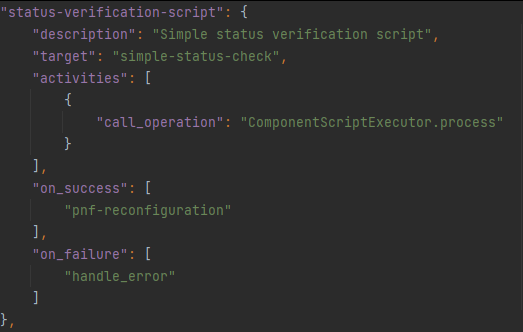 "status-verification-script": {
"description": "Simple status verification script",
"target": "simple-status-check",
"activities": [
{
"call_operation": "ComponentScriptExecutor.process"
}
],
"on_success": [
"pnf-reconfiguration"
],
"on_failure": [
"handle_error"
]
},